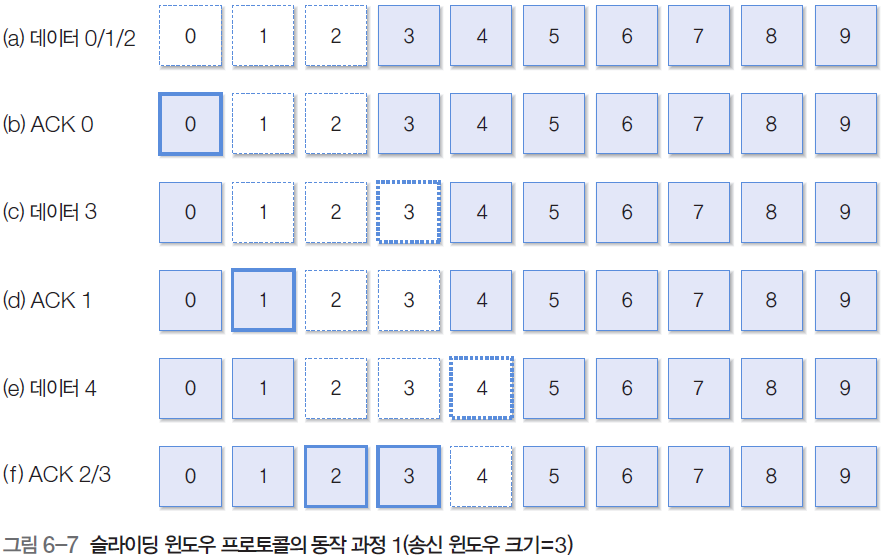 (a) 데이터 0/1/2 0 1 2 3 4 5 6 7 8 9
(b) ACK 0 0 1 2 3 4 5 6 7 8 9
(c) 데이터 3 0 1 2 3 4 5 6 7 8 9
(d) ACK 1 0 1 2 3 4 5 6 7 8 9
(e) 데이터 4 0 1 2 3 4 5 6 7 8 9
(f) ACK 2/3 0 1 2 3 4 5 6 7 8 9
그림 6-7 슬라이딩 윈도우 프로토콜의 동작 과정 1(송신 윈도우 크기=3)